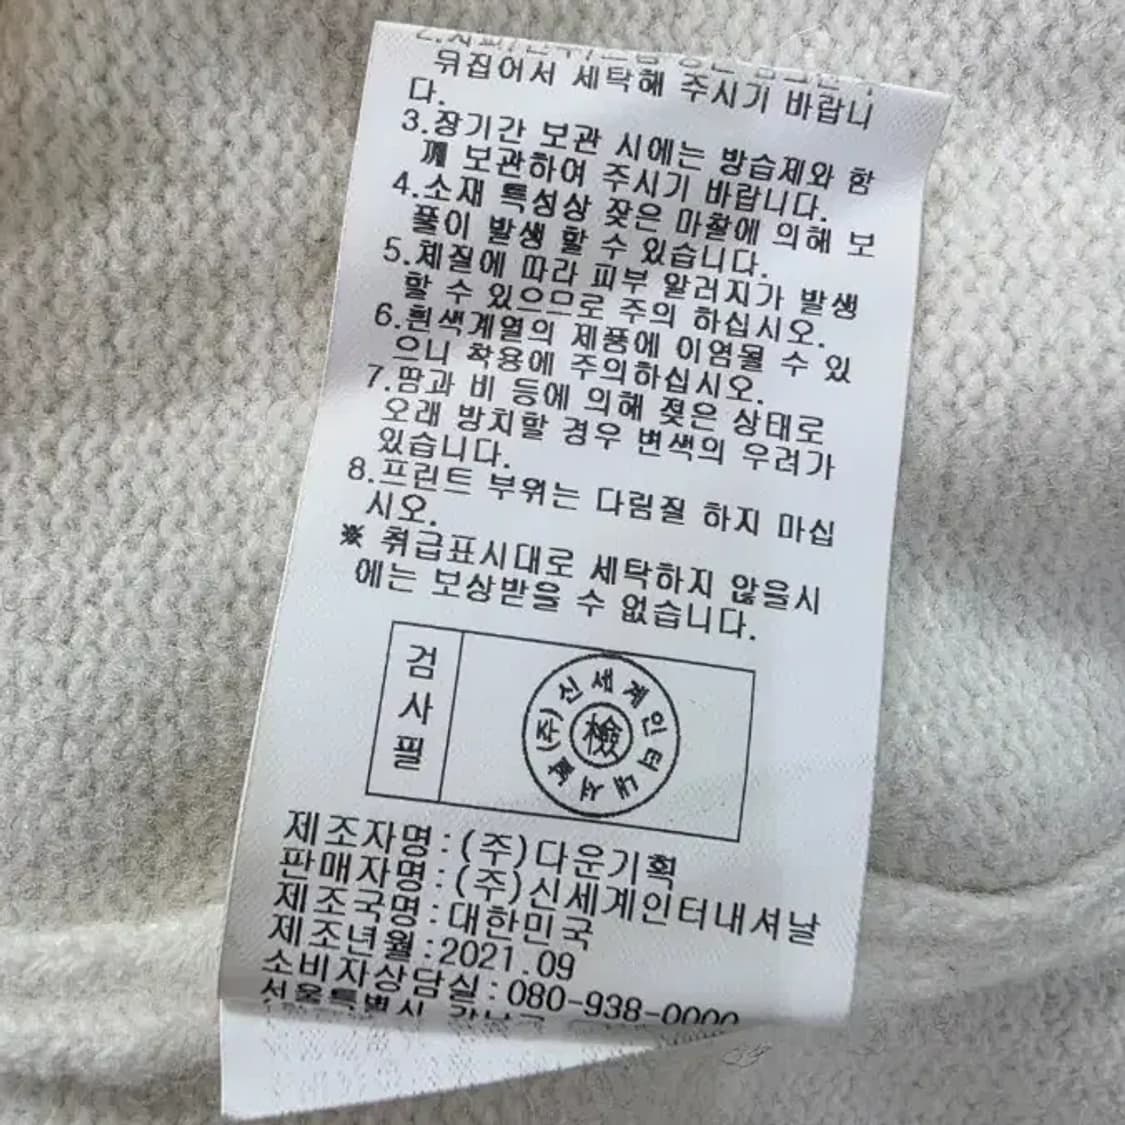 뒤집어서 세탁해 주시기 바랍니
다.
3.장기간 보관 시에는 방습제와 함
께 보관하여 주시기 바랍니다.
4.소재 특성상 잦은 마찰에 의해 보
풀이 발생 할 수 있습니다.
5.체질에 따라 피부 알러지가 발생
할 수 있으므로 주의 하십시오.
6.흰색계열의 제품에 이염될 수 있
으니 착용에 주의하십시오.
7.땀과 비 등에 의해 젖은 상태로
오래 방치할 경우 변색의 우려가
있습니다.
8.프린트 부위는 다림질 하지 마십
시오.
※ 취급표시대로 세탁하지 않을시
에는 보상받을 수 없습니다.
검사필
(주)신세계인터내셔날
檢
제조자명:(주)다운기획
판매자명:(주)신세계인터내셔날
제조국명:대한민국
제조년월:2021.09
소비자상담실:080-938-0000
서울특별시 강남구